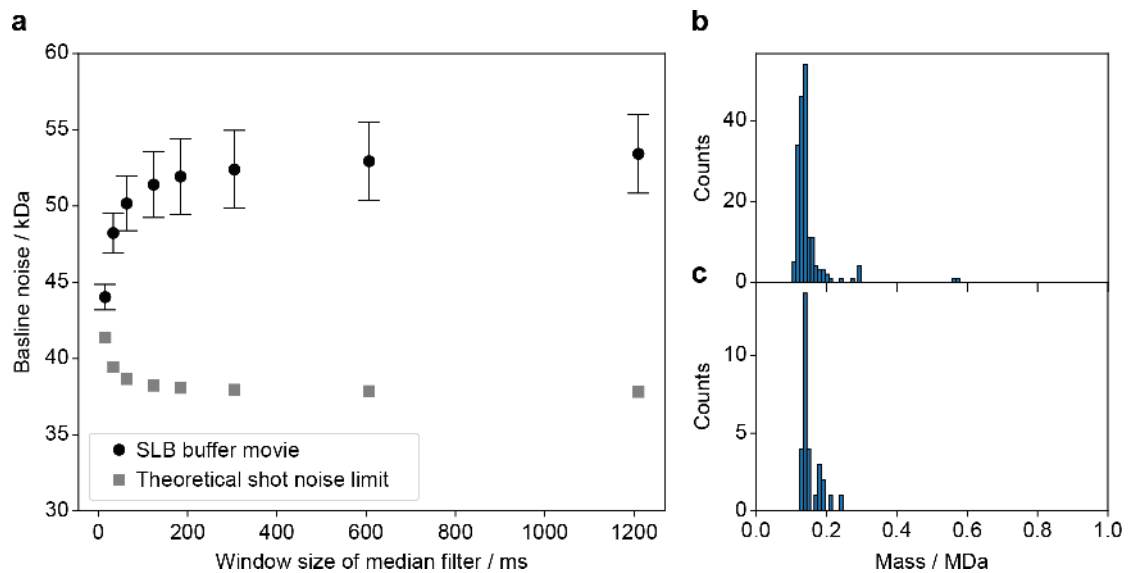 a
60
55
50
45
40
35
30
Basline noise / kDa
SLB buffer movie
Theoretical shot noise limit
0
200
400
600
800
1000
1200
Window size of median filter / ms
b
40
20
0
Counts
c
10
5
0
Counts
0.0
0.2
0.4
0.6
0.8
1.0
Mass / MDa